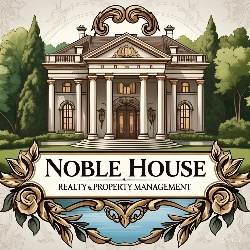 NOBLE HOUSE
REALTY & PROPERTY MANAGEMENT